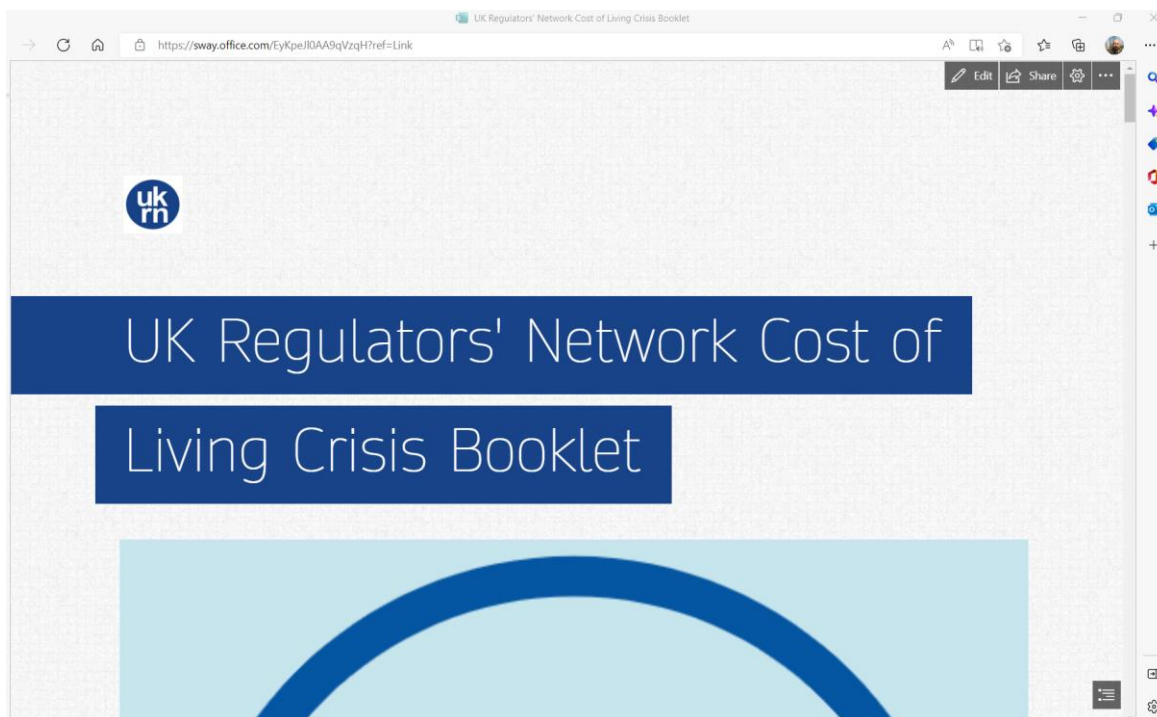 UK Regulators' Network Cost of Living Crisis Booklet
https://sway.office.com/EyKpeJl0AA9qVzqH?ref=Link
Edit Share
uk
rn
UK Regulators' Network Cost of
Living Crisis Booklet